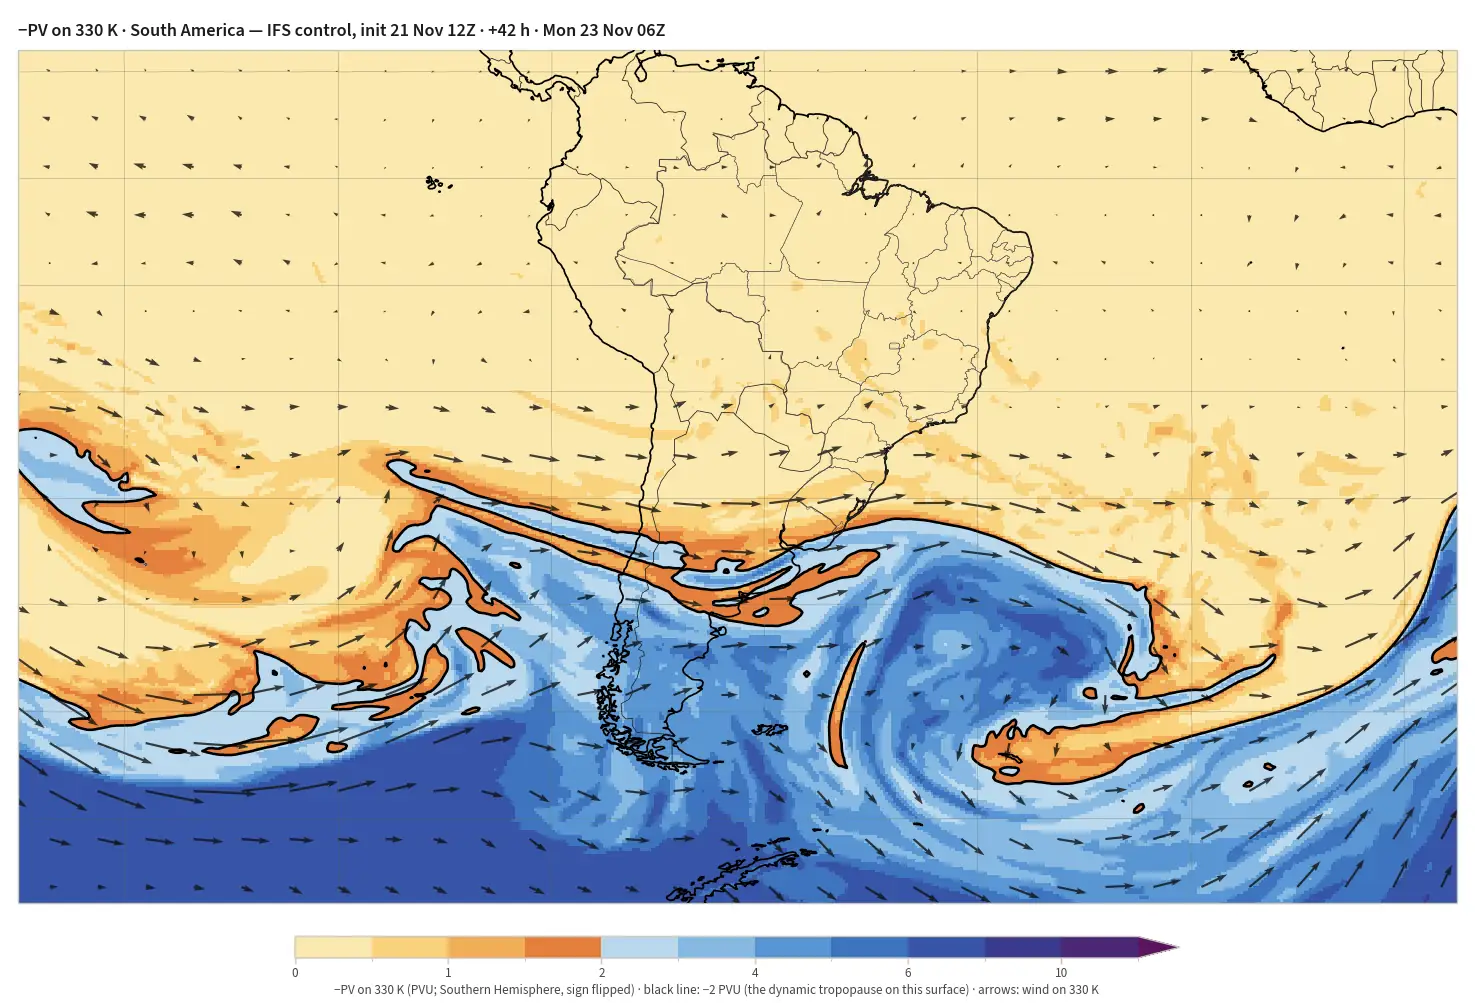 −PV on 330 K · South America — IFS control, init 21 Nov 12Z · +42 h · Mon 23 Nov 06Z
0 1 2 4 6 10
−PV on 330 K (PVU; Southern Hemisphere, sign flipped) · black line: −2 PVU (the dynamic tropopause on this surface) · arrows: wind on 330 K